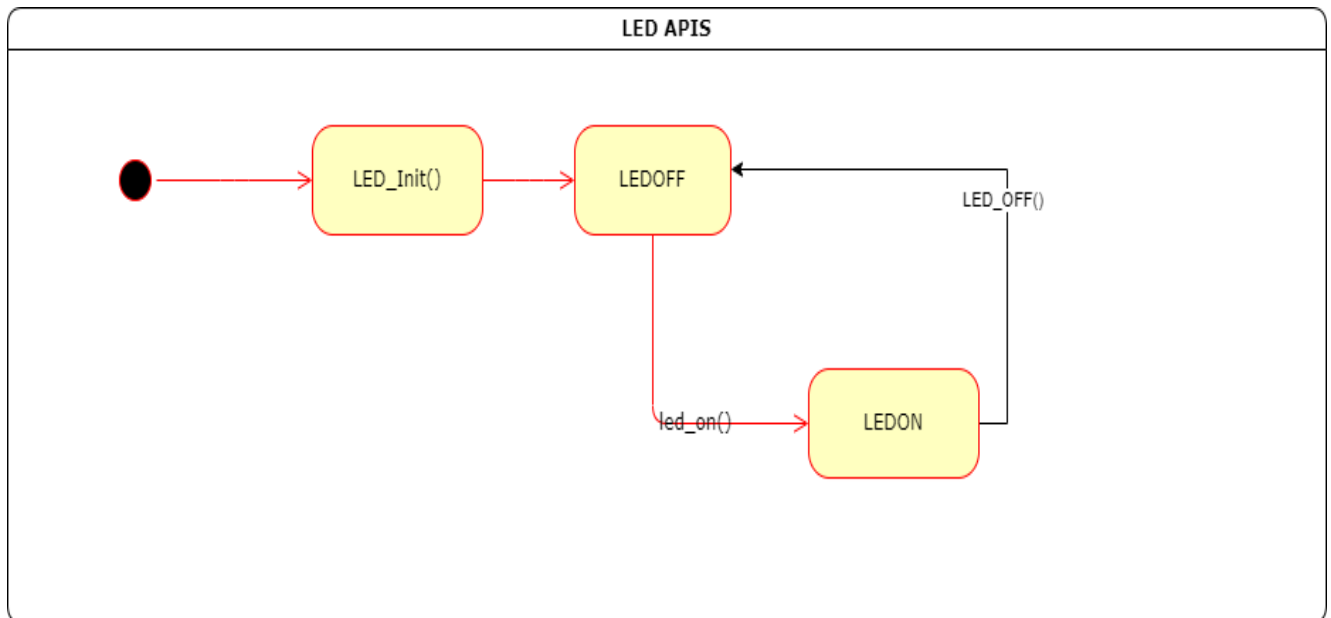 LED APIS
LED_Init()
LEDOFF
LED_OFF()
led_on()
LEDON